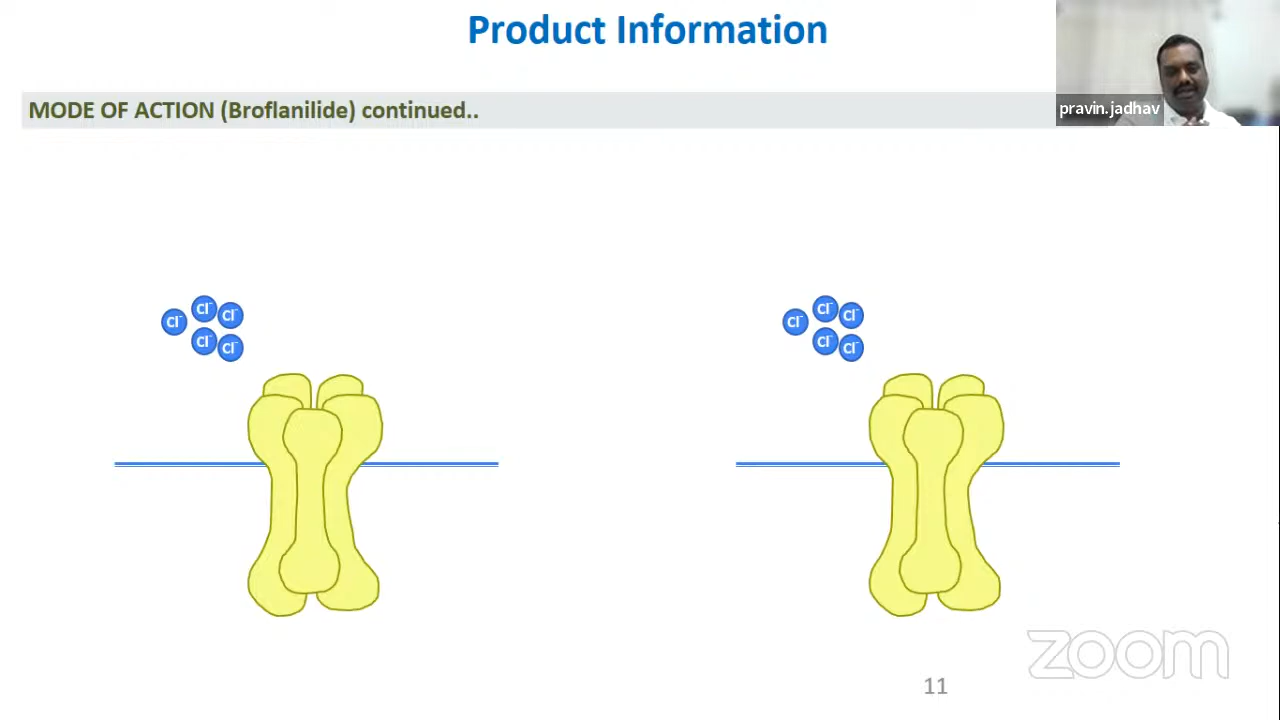 Product Information
MODE OF ACTION (Broflanilide) continued..
pravin.jadhav
Cl⁻ Cl⁻ Cl⁻ Cl⁻ Cl⁻
Cl⁻ Cl⁻ Cl⁻ Cl⁻ Cl⁻
zoom
11